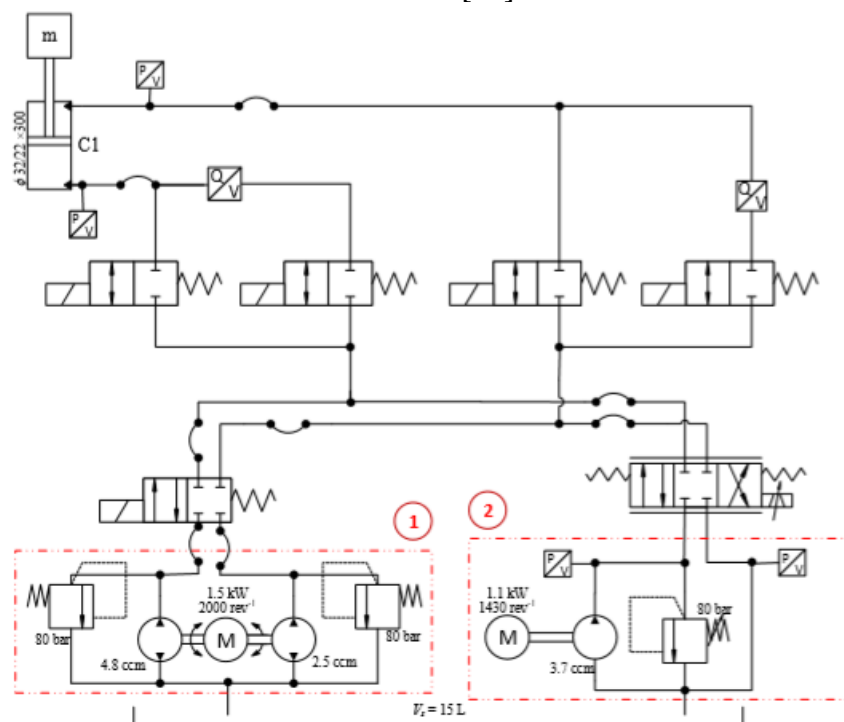 m
P
V
C1
ϕ 32/22 ×300
Q
V
P
V
Q
V
1
2
1.5 kW
2000 rev⁻¹
M
80 bar
80 bar
4.8 ccm
2.5 ccm
P
V
P
V
1.1 kW
1430 rev⁻¹
M
80 bar
3.7 ccm
Vₛ = 15 L